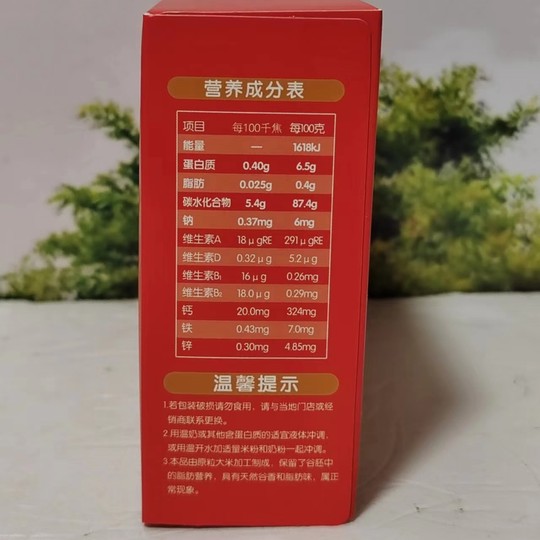 营养成分表
项目 每100千焦 每100克
能量 — 1618kJ
蛋白质 0.40g 6.5g
脂肪 0.025g 0.4g
碳水化合物 5.4g 87.4g
钠 0.37mg 6mg
维生素A 18μgRE 291μgRE
维生素D 0.32μg 5.2μg
维生素B₁ 16μg 0.26mg
维生素B₂ 18.0μg 0.29mg
钙 20.0mg 324mg
铁 0.43mg 7.0mg
锌 0.30mg 4.85mg
温馨提示
1.若包装破损请勿食用，请与当地门店或经
销商联系更换。
2.用温奶或其他含蛋白质的适宜液体冲调，
或用温开水加适量米粉和奶粉一起冲调。
3.本品由原粒大米加工制成，保留了谷胚中
的脂肪营养，具有天然谷香和脂肪味，属正
常现象。